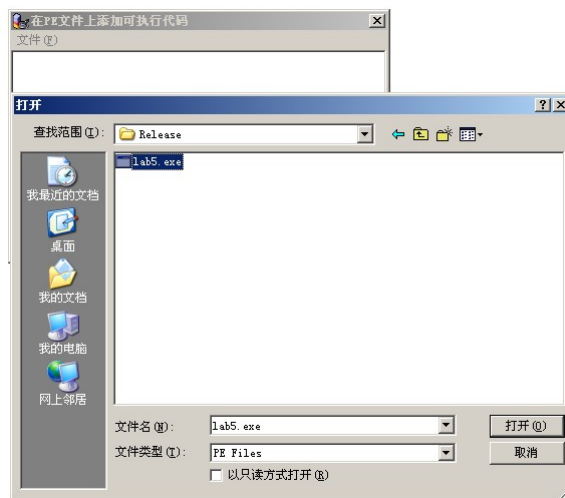 在PE文件上添加可执行代码
文件(F)
打开
查找范围(I):
Release
lab5.exe
我最近的文档
桌面
我的文档
我的电脑
网上邻居
文件名(N):
lab5.exe
打开(O)
文件类型(T):
PE Files
取消
以只读方式打开(R)